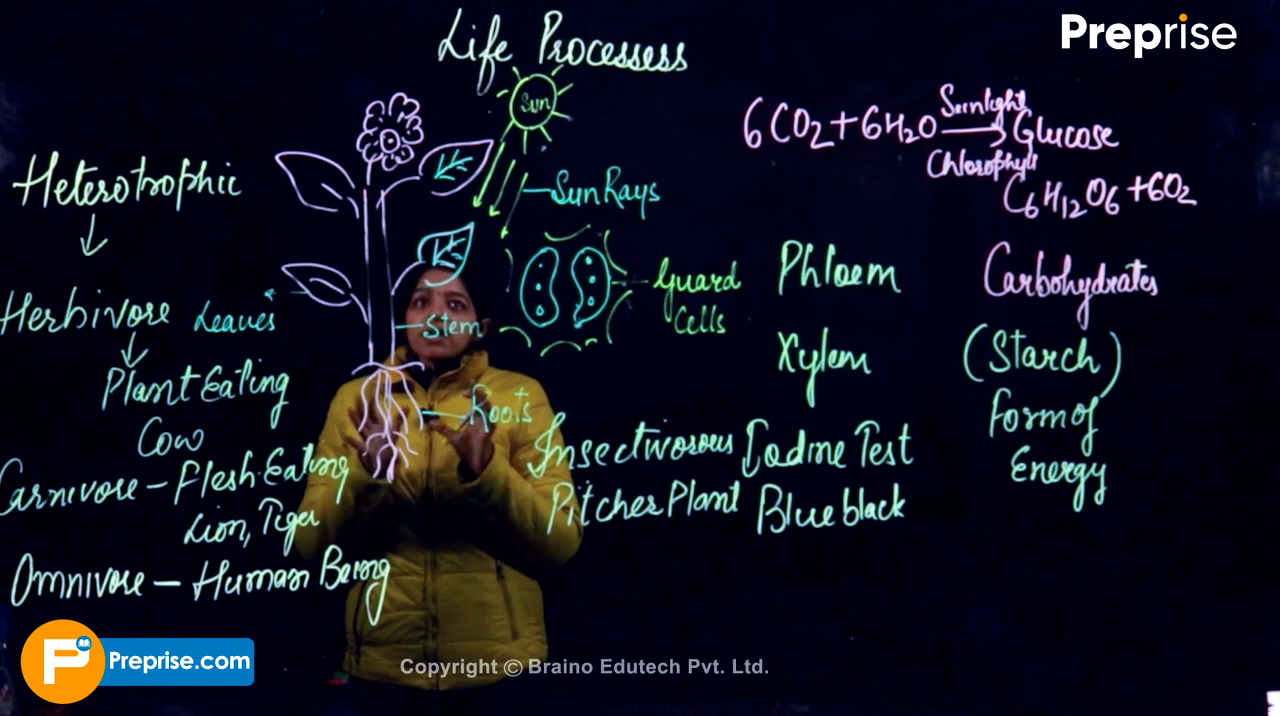 Preprise
Life Processess
Sun
Sun Rays
6CO2+6H2O Sunlight → Glucose
Chlorophyll
C6H12O6 +6O2
Heterotrophic
Herbivore
Plant Eating
Cow
Carnivore – Flesh Eating
Lion, Tiger
Omnivore – Human Being
Leaves
Stem
Roots
Guard
Cells
Insectivorous
Pitcher Plant
Phloem
Xylem
Iodine Test
Blue black
Carbohydrates
(Starch)
Form of
Energy
P
Preprise.com
Copyright © Braino Edutech Pvt. Ltd.